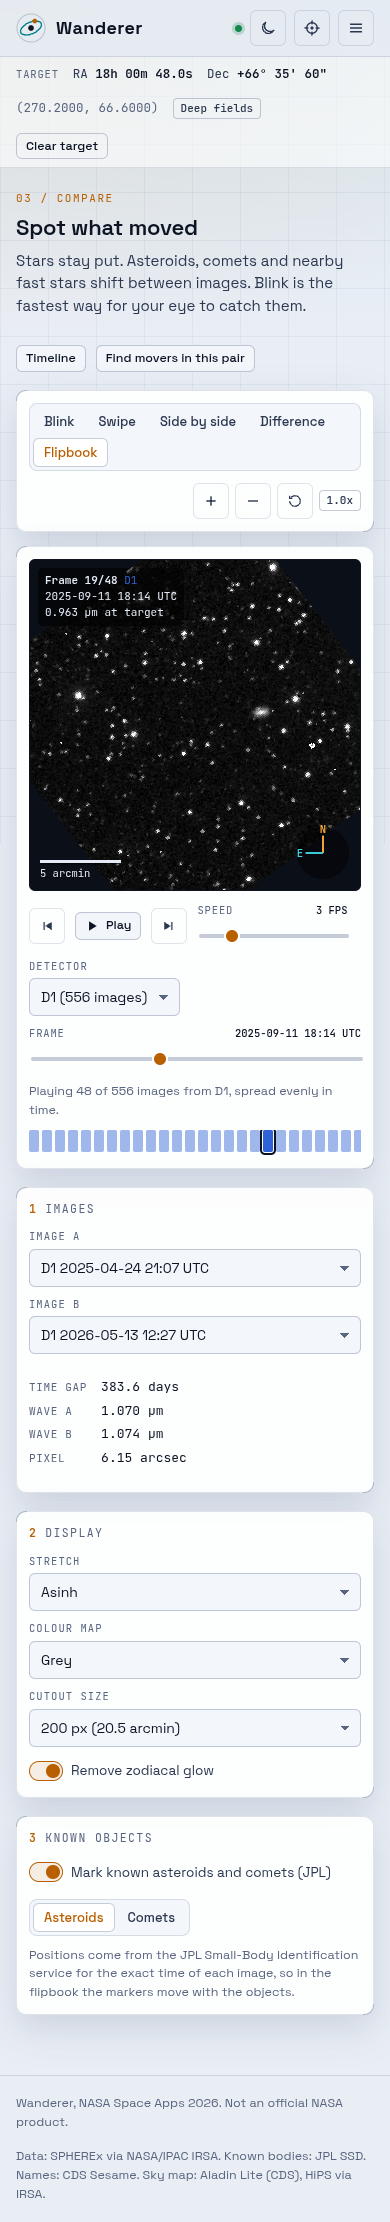 Wanderer
TARGET RA 18h 00m 48.0s Dec +66° 35' 60"
(270.2000, 66.6000) Deep fields
Clear target
03 / COMPARE
Spot what moved
Stars stay put. Asteroids, comets and nearby
fast stars shift between images. Blink is the
fastest way for your eye to catch them.
Timeline Find movers in this pair
Blink Swipe Side by side Difference
Flipbook
+ − 1.0x
Frame 19/48 D1
2025-09-11 18:14 UTC
0.963 µm at target
N
E
5 arcmin
Play SPEED 3 FPS
DETECTOR
D1 (556 images)
FRAME 2025-09-11 18:14 UTC
Playing 48 of 556 images from D1, spread evenly in
time.
1 IMAGES
IMAGE A
D1 2025-04-24 21:07 UTC
IMAGE B
D1 2026-05-13 12:27 UTC
TIME GAP 383.6 days
WAVE A 1.070 µm
WAVE B 1.074 µm
PIXEL 6.15 arcsec
2 DISPLAY
STRETCH
Asinh
COLOUR MAP
Grey
CUTOUT SIZE
200 px (20.5 arcmin)
Remove zodiacal glow
3 KNOWN OBJECTS
Mark known asteroids and comets (JPL)
Asteroids Comets
Positions come from the JPL Small-Body Identification
service for the exact time of each image, so in the
flipbook the markers move with the objects.
Wanderer, NASA Space Apps 2026. Not an official NASA
product.
Data: SPHEREx via NASA/IPAC IRSA. Known bodies: JPL SSD.
Names: CDS Sesame. Sky map: Aladin Lite (CDS), HiPS via
IRSA.